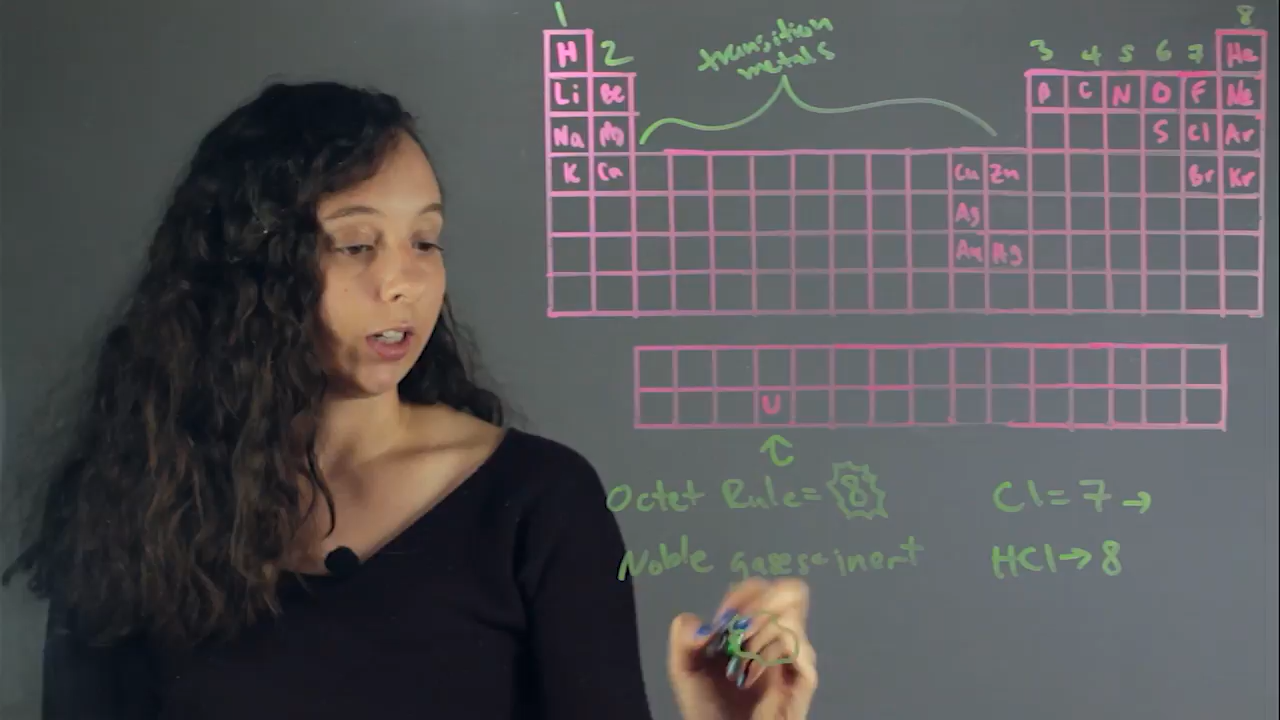 1 8
transition
metals
H 2 3 4 5 6 7 He
Li Be B C N O F Ne
Na Mg S Cl Ar
K Ca Cu Zn Br Kr
Ag
Au Hg
U
Octet Rule= 8 Cl= 7 →
Noble gases=inert HCl→8